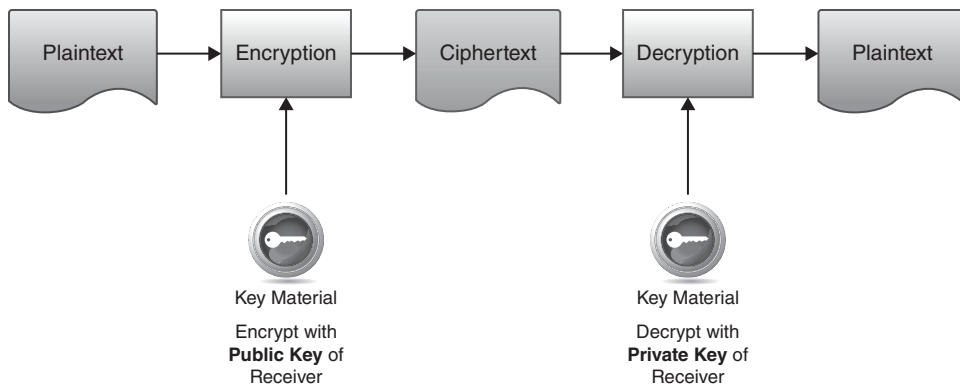 Plaintext
Encryption
Ciphertext
Decryption
Plaintext
Key Material
Encrypt with
Public Key of
Receiver
Key Material
Decrypt with
Private Key of
Receiver